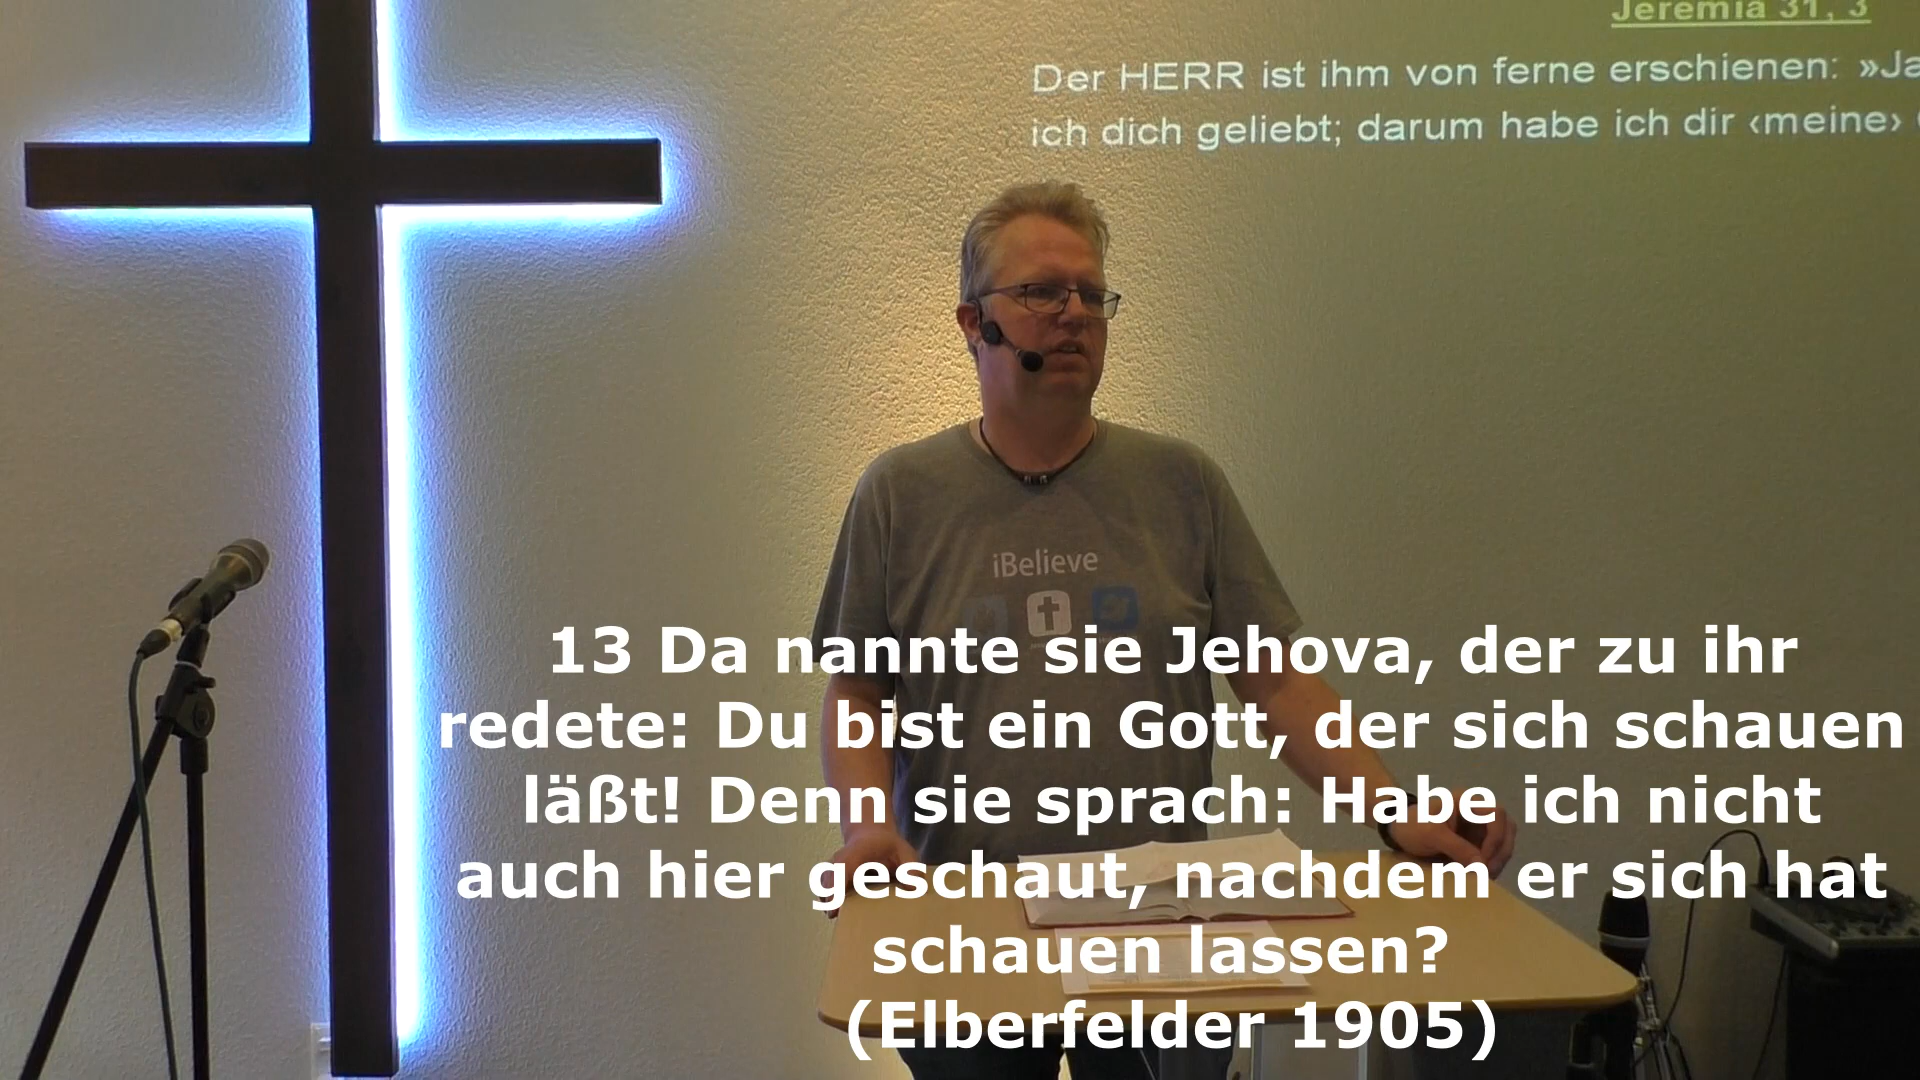 Jeremia 31, 3
Der HERR ist ihm von ferne erschienen: »Ja
ich dich geliebt; darum habe ich dir ‹meine›
iBelieve
13 Da nannte sie Jehova, der zu ihr
redete: Du bist ein Gott, der sich schauen
läßt! Denn sie sprach: Habe ich nicht
auch hier geschaut, nachdem er sich hat
schauen lassen?
(Elberfelder 1905)